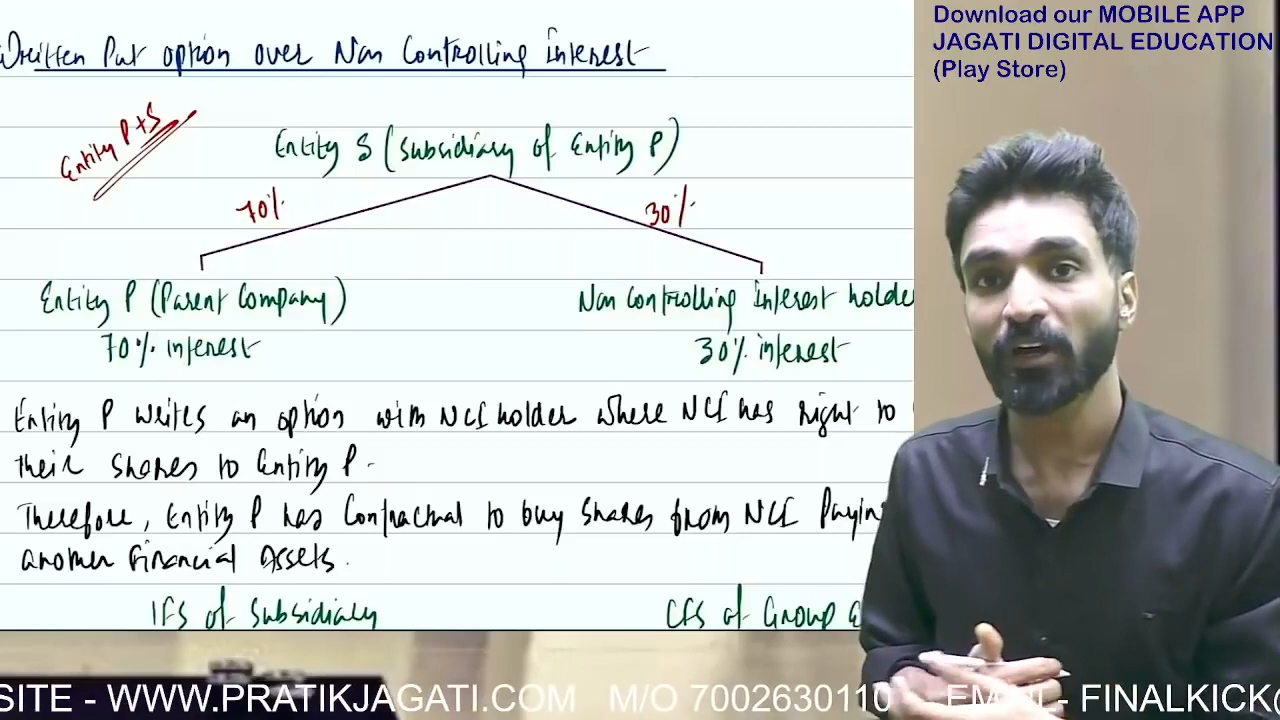 Written Put option over Non Controlling Interest
Entity P+S
Entity S (Subsidiary of Entity P)
70%
30%
Entity P (Parent Company)
Non Controlling Interest holder
70% interest
30% interest
Entity P writes an option with NCI holder where NCI has right to
their shares to Entity P.
Therefore, Entity P has Contractual to buy shares from NCI Payin
another Financial Assets.
IFS of Subsidiary
CFS of Group
Download our MOBILE APP
JAGATI DIGITAL EDUCATION
(Play Store)
SITE - WWW.PRATIKJAGATI.COM M/O 7002630110 - FINALKICK@